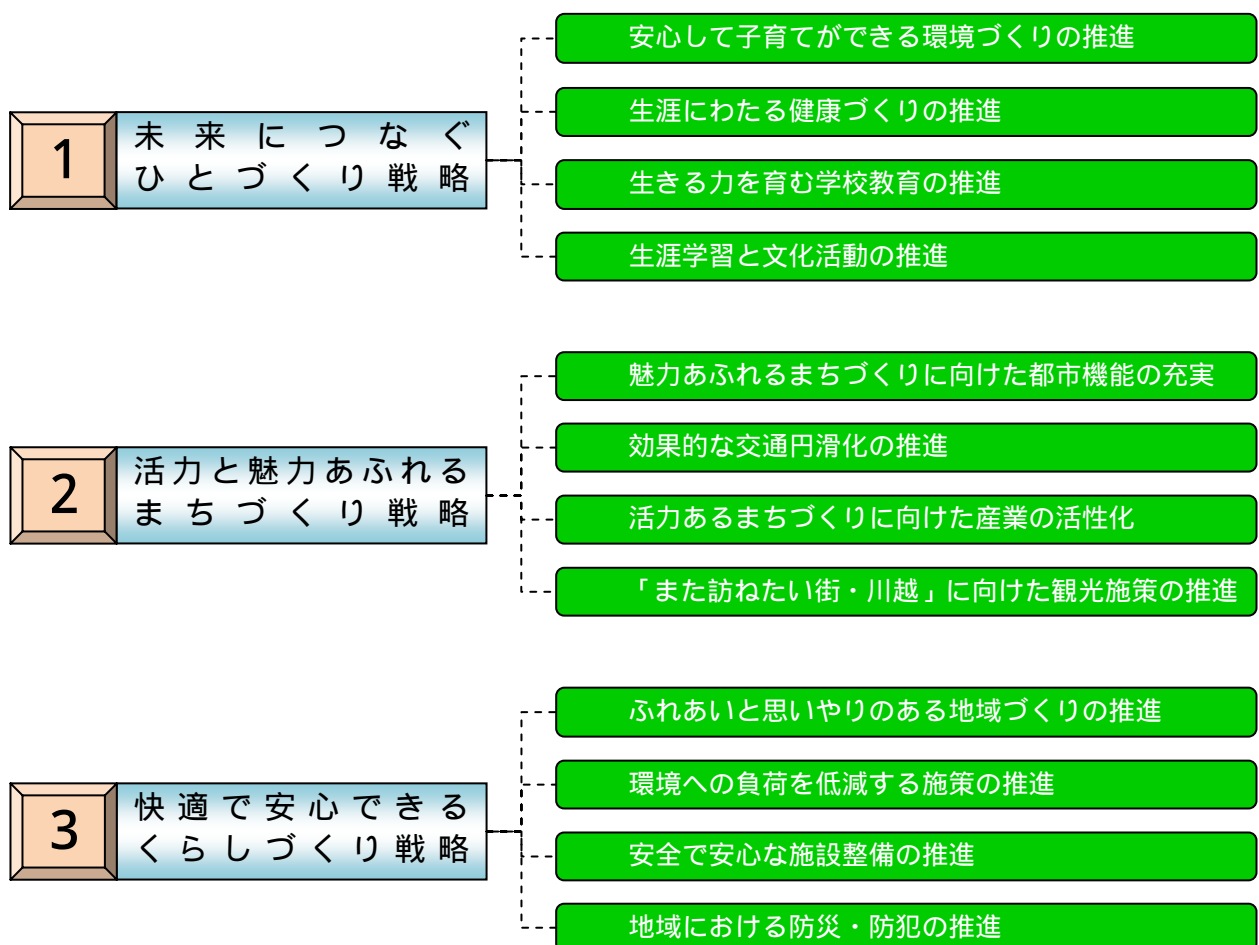 1
未来につなぐ
ひとづくり戦略
安心して子育てができる環境づくりの推進
生涯にわたる健康づくりの推進
生きる力を育む学校教育の推進
生涯学習と文化活動の推進
2
活力と魅力あふれる
まちづくり戦略
魅力あふれるまちづくりに向けた都市機能の充実
効果的な交通円滑化の推進
活力あるまちづくりに向けた産業の活性化
「また訪ねたい街・川越」に向けた観光施策の推進
3
快適で安心できる
くらしづくり戦略
ふれあいと思いやりのある地域づくりの推進
環境への負荷を低減する施策の推進
安全で安心な施設整備の推進
地域における防災・防犯の推進